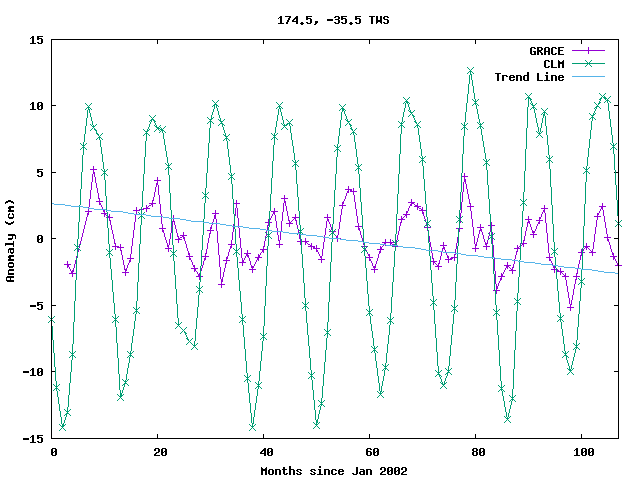 174.5, -35.5 TWS
GRACE
CLM
Trend Line
Anomaly (cm)
15
10
5
0
-5
-10
-15
0 20 40 60 80 100
Months since Jan 2002